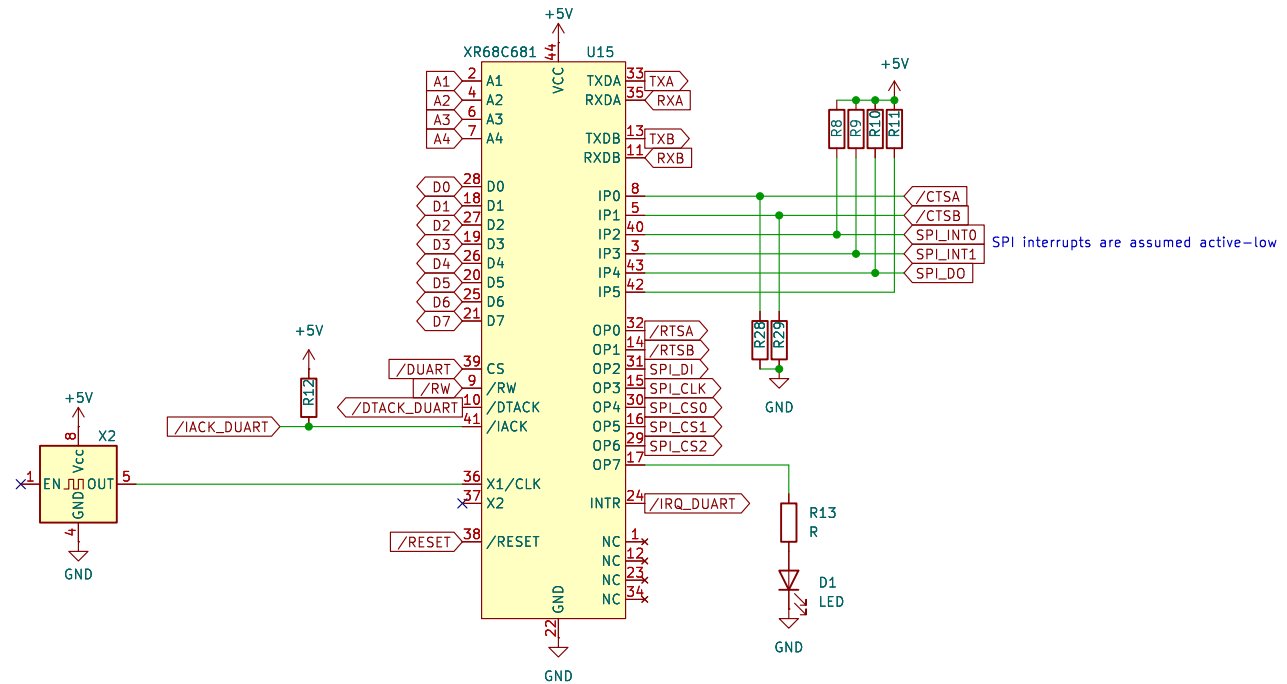 +5V
XR68C681 U15
44
VCC
A1 2 A1
A2 4 A2
A3 6 A3
A4 7 A4
D0 28 D0
D1 18 D1
D2 27 D2
D3 19 D3
D4 26 D4
D5 20 D5
D6 25 D6
D7 21 D7
/DUART 39 CS
/RW 9 /RW
/DTACK_DUART 10 /DTACK
/IACK_DUART 41 /IACK
+5V
R12
36 X1/CLK
37 X2
/RESET 38 /RESET
+5V
X2
8
Vcc
1 EN OUT 5
GND
4
GND
TXDA 33 TXA
RXDA 35 RXA
TXDB 13 TXB
RXDB 11 RXB
IP0 8 /CTSA
IP1 5 /CTSB
IP2 40 SPI_INT0
IP3 3 SPI_INT1
IP4 43 SPI_DO
IP5 42
+5V
R8 R9 R10 R11
SPI interrupts are assumed active-low
R28 R29
GND
OP0 32 /RTSA
OP1 14 /RTSB
OP2 31 SPI_DI
OP3 15 SPI_CLK
OP4 30 SPI_CS0
OP5 16 SPI_CS1
OP6 29 SPI_CS2
OP7 17
INTR 24 /IRQ_DUART
NC 1
NC 12
NC 23
NC 34
R13
R
D1
LED
GND
GND
22
GND